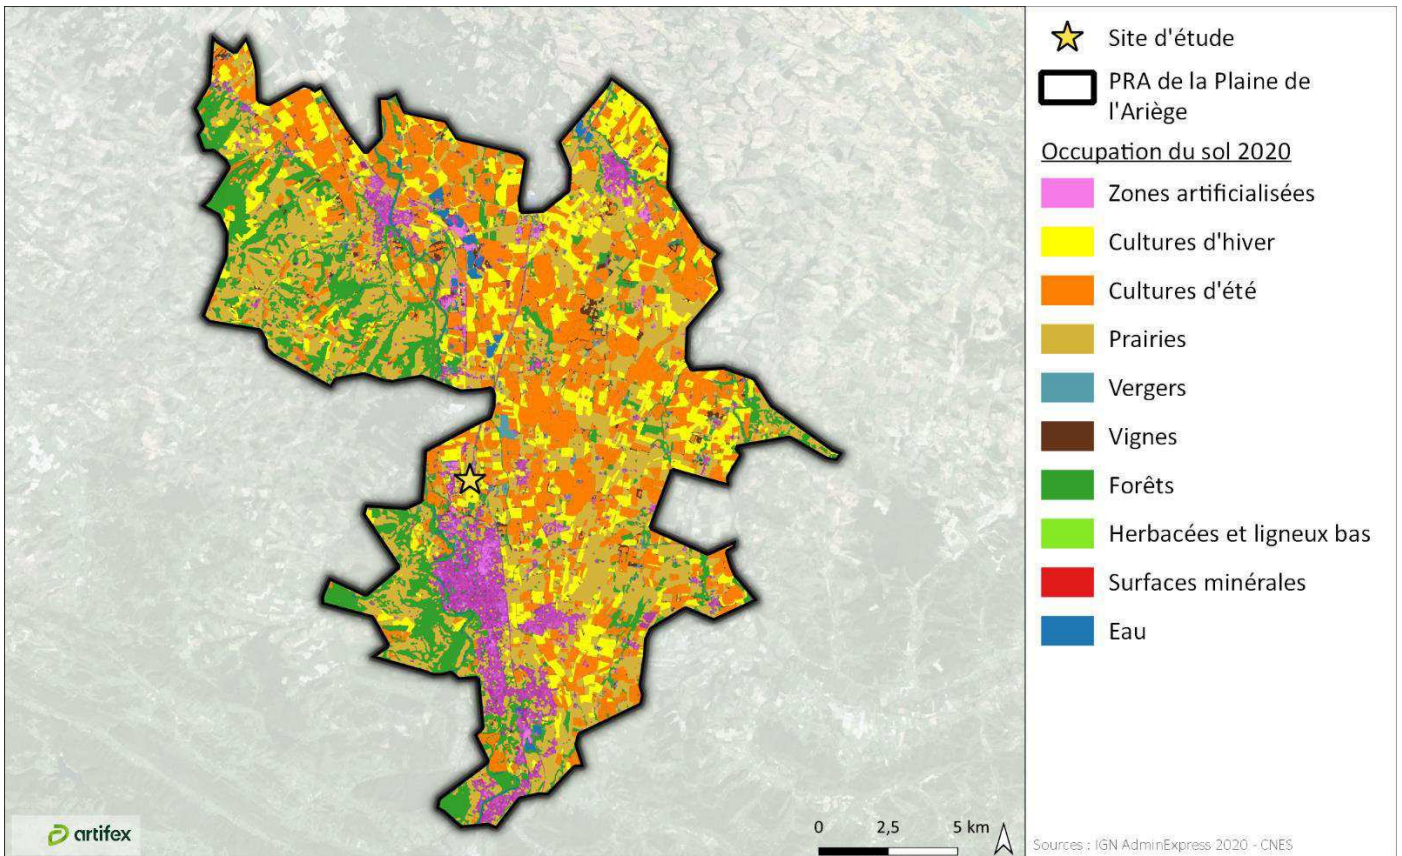 Site d'étude
PRA de la Plaine de
l'Ariège
Occupation du sol 2020
Zones artificialisées
Cultures d'hiver
Cultures d'été
Prairies
Vergers
Vignes
Forêts
Herbacées et ligneux bas
Surfaces minérales
Eau
artifex
0 2,5 5 km
Sources : IGN AdminExpress 2020 - CNES